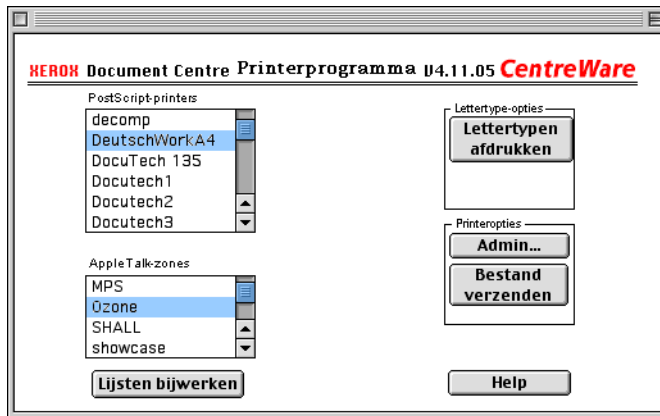 XEROX Document Centre Printerprogramma V4.11.05 CentreWare
PostScript-printers
decomp
DeutschWorkA4
DocuTech 135
Docutech1
Docutech2
Docutech3
AppleTalk-zones
MPS
Ozone
SHALL
showcase
Lijsten bijwerken
Lettertype-opties
Lettertypen
afdrukken
Printeropties
Admin...
Bestand
verzenden
Help